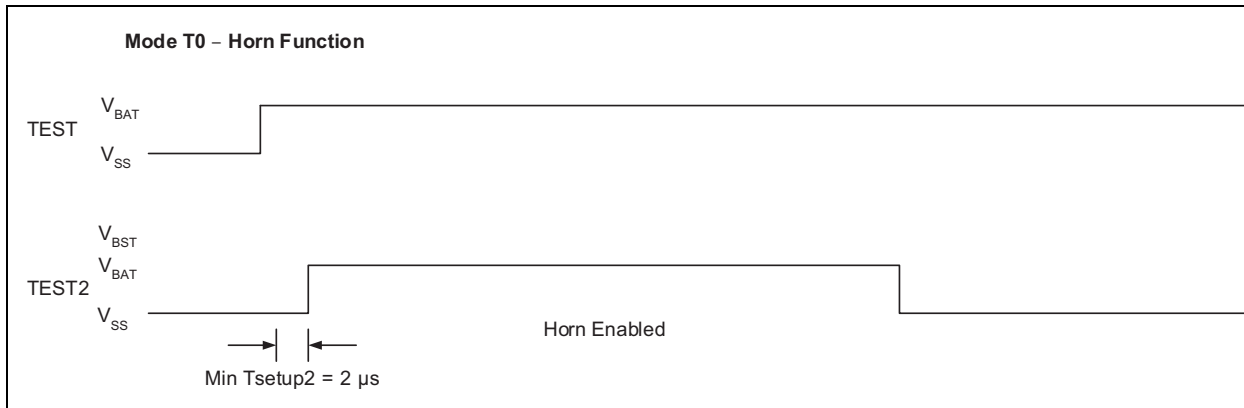 Mode T0 – Horn Function
V_BAT
TEST
V_SS
V_BST
V_BAT
TEST2
V_SS
Horn Enabled
Min Tsetup2 = 2 µs